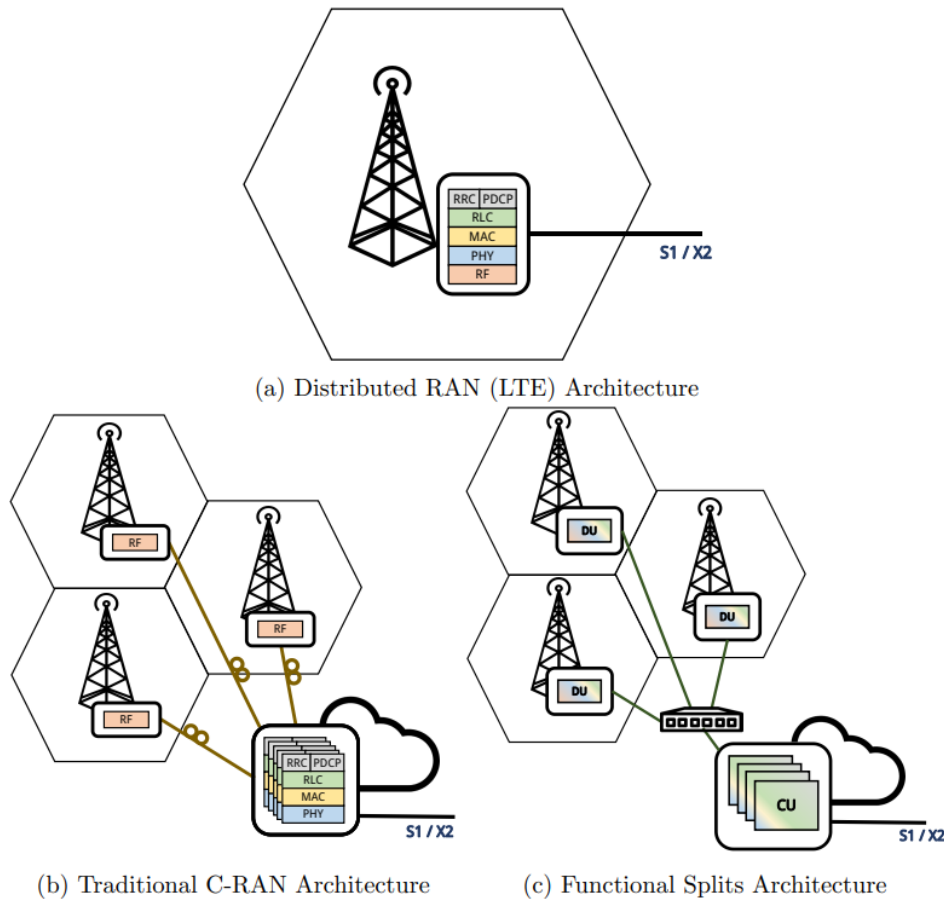 RRC PDCP
RLC
MAC
PHY
RF
S1 / X2
(a) Distributed RAN (LTE) Architecture
RF
RF
RF
RRC PDCP
RLC
MAC
PHY
S1 / X2
(b) Traditional C-RAN Architecture
DU
DU
DU
CU
S1 / X2
(c) Functional Splits Architecture